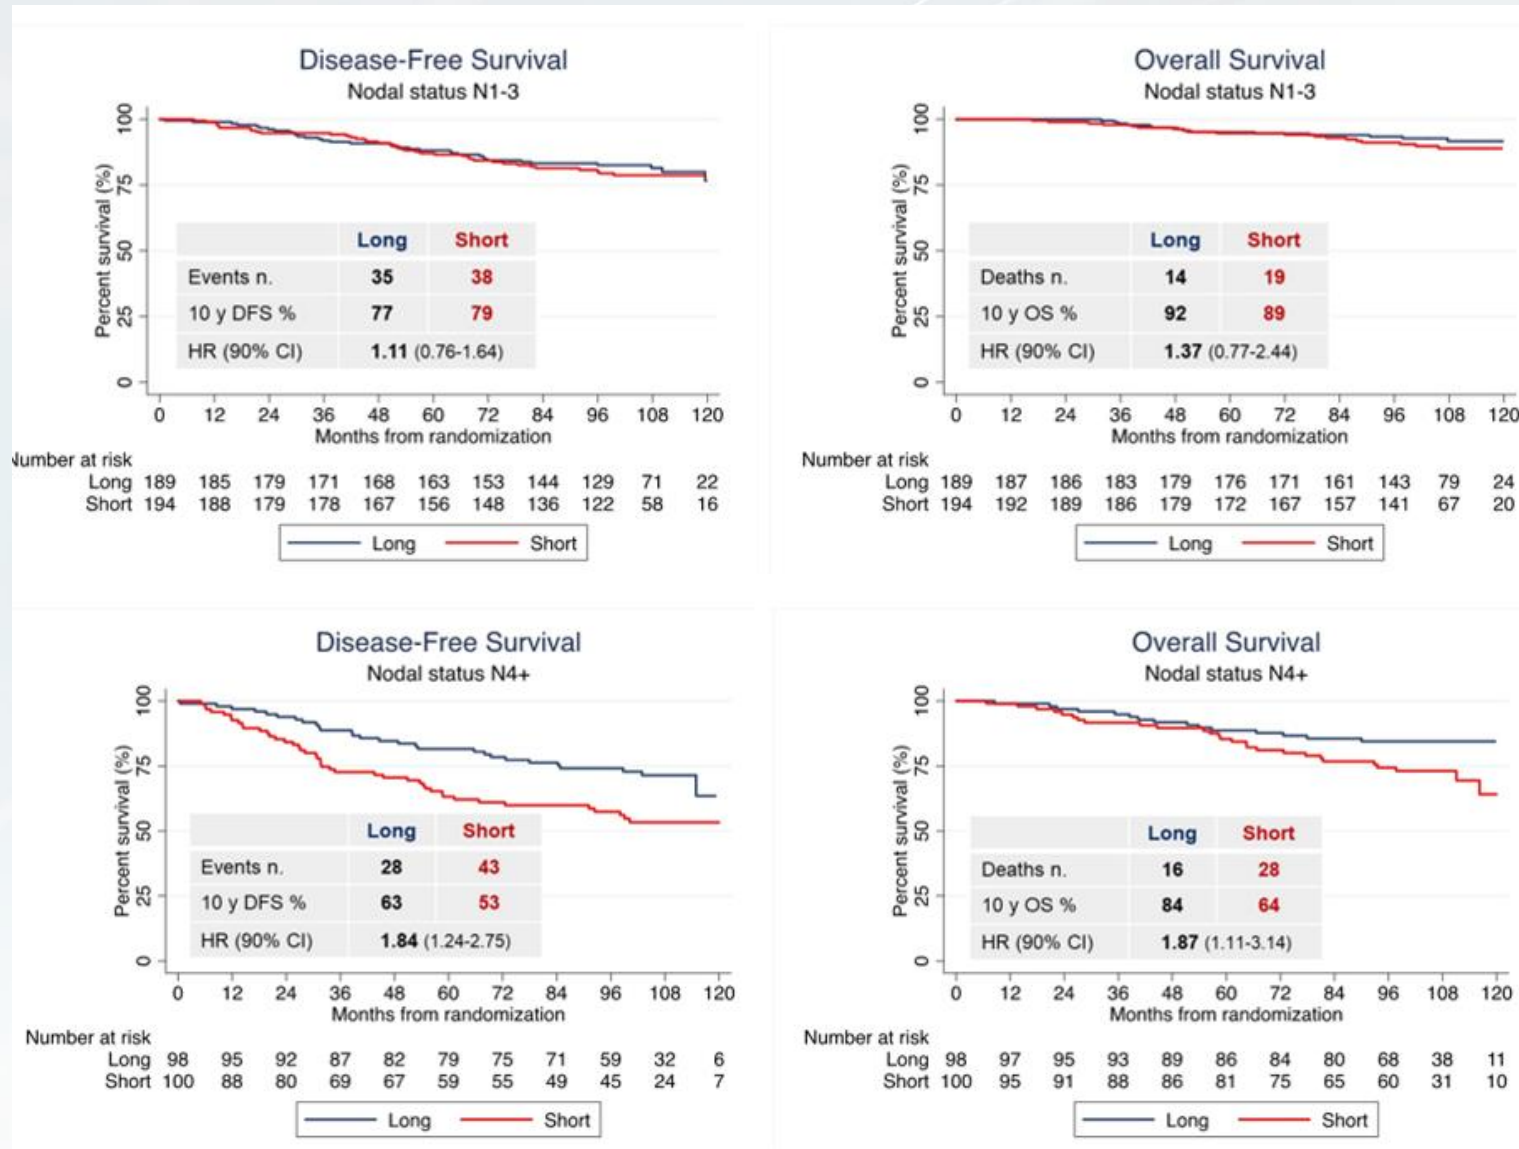 Disease-Free Survival
Nodal status N1-3
Percent survival (%)
100
75
50
25
0
Long Short
Events n. 35 38
10 y DFS % 77 79
HR (90% CI) 1.11 (0.76-1.64)
0 12 24 36 48 60 72 84 96 108 120
Months from randomization
Number at risk
Long 189 185 179 171 168 163 153 144 129 71 22
Short 194 188 179 178 167 156 148 136 122 58 16
Long Short
Overall Survival
Nodal status N1-3
Percent survival (%)
100
75
50
25
0
Long Short
Deaths n. 14 19
10 y OS % 92 89
HR (90% CI) 1.37 (0.77-2.44)
0 12 24 36 48 60 72 84 96 108 120
Months from randomization
Number at risk
Long 189 187 186 183 179 176 171 161 143 79 24
Short 194 192 189 186 179 172 167 157 141 67 20
Long Short
Disease-Free Survival
Nodal status N4+
Percent survival (%)
100
75
50
25
0
Long Short
Events n. 28 43
10 y DFS % 63 53
HR (90% CI) 1.84 (1.24-2.75)
0 12 24 36 48 60 72 84 96 108 120
Months from randomization
Number at risk
Long 98 95 92 87 82 79 75 71 59 32 6
Short 100 88 80 69 67 59 55 49 45 24 7
Long Short
Overall Survival
Nodal status N4+
Percent survival (%)
100
75
50
25
0
Long Short
Deaths n. 16 28
10 y OS % 84 64
HR (90% CI) 1.87 (1.11-3.14)
0 12 24 36 48 60 72 84 96 108 120
Months from randomization
Number at risk
Long 98 97 95 93 89 86 84 80 68 38 11
Short 100 95 91 88 86 81 75 65 60 31 10
Long Short